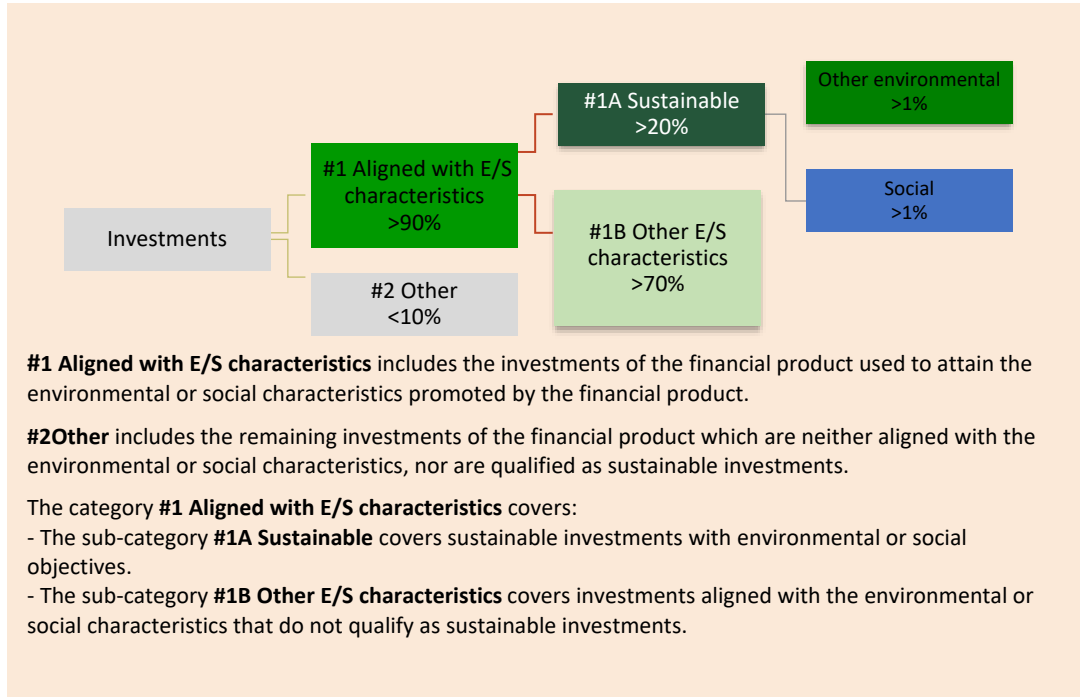 Other environmental
>1%
#1A Sustainable
>20%
#1 Aligned with E/S
characteristics
>90%
Social
>1%
Investments
#1B Other E/S
characteristics
>70%
#2 Other
<10%
#1 Aligned with E/S characteristics includes the investments of the financial product used to attain the
environmental or social characteristics promoted by the financial product.
#2Other includes the remaining investments of the financial product which are neither aligned with the
environmental or social characteristics, nor are qualified as sustainable investments.
The category #1 Aligned with E/S characteristics covers:
- The sub-category #1A Sustainable covers sustainable investments with environmental or social
objectives.
- The sub-category #1B Other E/S characteristics covers investments aligned with the environmental or
social characteristics that do not qualify as sustainable investments.